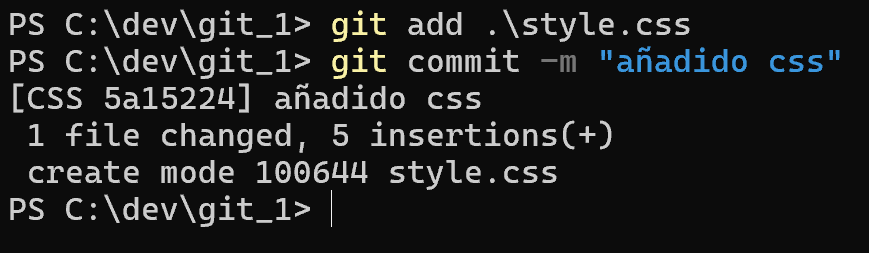 PS C:\dev\git_1> git add .\style.css
PS C:\dev\git_1> git commit -m "añadido css"
[CSS 5a15224] añadido css
 1 file changed, 5 insertions(+)
 create mode 100644 style.css
PS C:\dev\git_1>